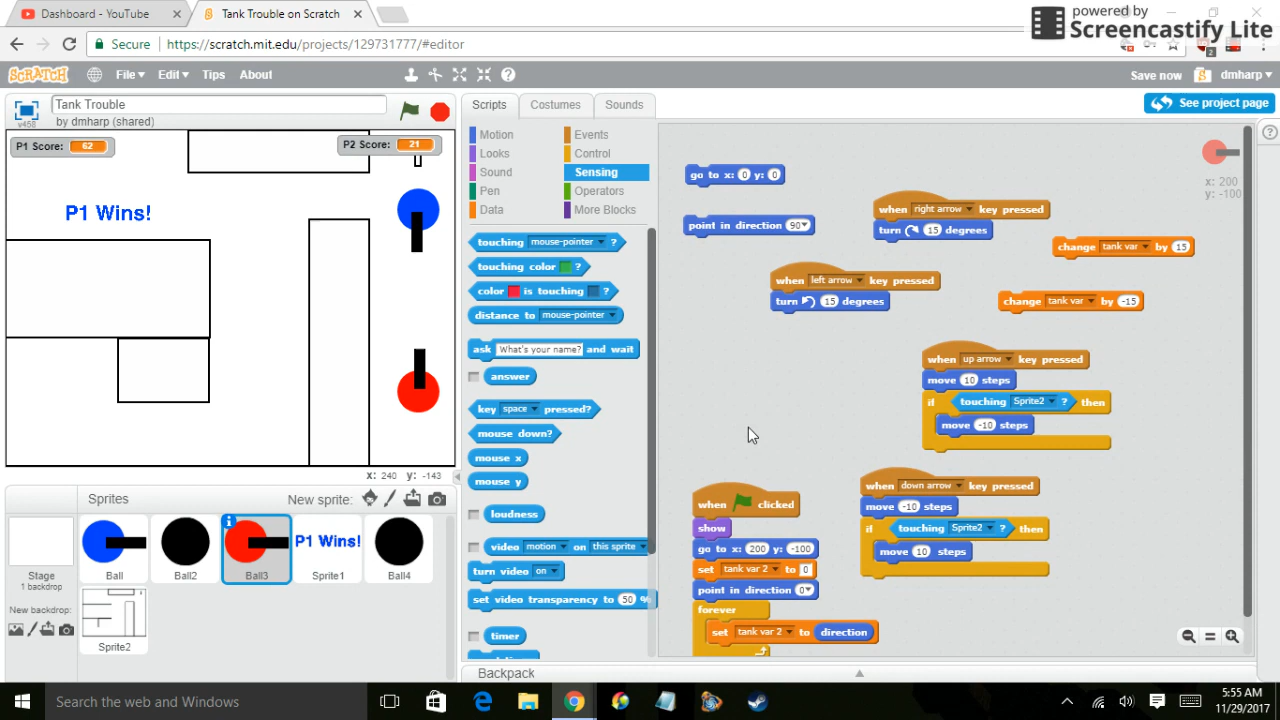 powered by
Screencastify Lite
Dashboard - YouTube
Tank Trouble on Scratch
Secure
https://scratch.mit.edu/projects/129731777/#editor
SCRATCH
File
Edit
Tips
About
Save now
dmharp
v458
Tank Trouble
by dmharp (shared)
Scripts
Costumes
Sounds
See project page
P1 Score: 62
P2 Score: 21
P1 Wins!
x: 240 y: -143
Motion
Looks
Sound
Pen
Data
Events
Control
Sensing
Operators
More Blocks
touching mouse-pointer ?
touching color ?
color is touching ?
distance to mouse-pointer
ask What's your name? and wait
answer
key space pressed?
mouse down?
mouse x
mouse y
loudness
video motion on this sprite
turn video on
set video transparency to 50 %
timer
go to x: 0 y: 0
point in direction 90
when right arrow key pressed
turn 15 degrees
x: 200
y: -100
change tank var by 15
when left arrow key pressed
turn 15 degrees
change tank var by -15
when up arrow key pressed
move 10 steps
if touching Sprite2 ? then
move -10 steps
when clicked
show
go to x: 200 y: -100
set tank var 2 to 0
point in direction 0
forever
set tank var 2 to direction
when down arrow key pressed
move -10 steps
if touching Sprite2 ? then
move 10 steps
Sprites
New sprite:
Stage
1 backdrop
New backdrop:
Ball
Ball2
Ball3
P1 Wins!
Sprite1
Ball4
Sprite2
Backpack
Search the web and Windows
5:55 AM
11/29/2017